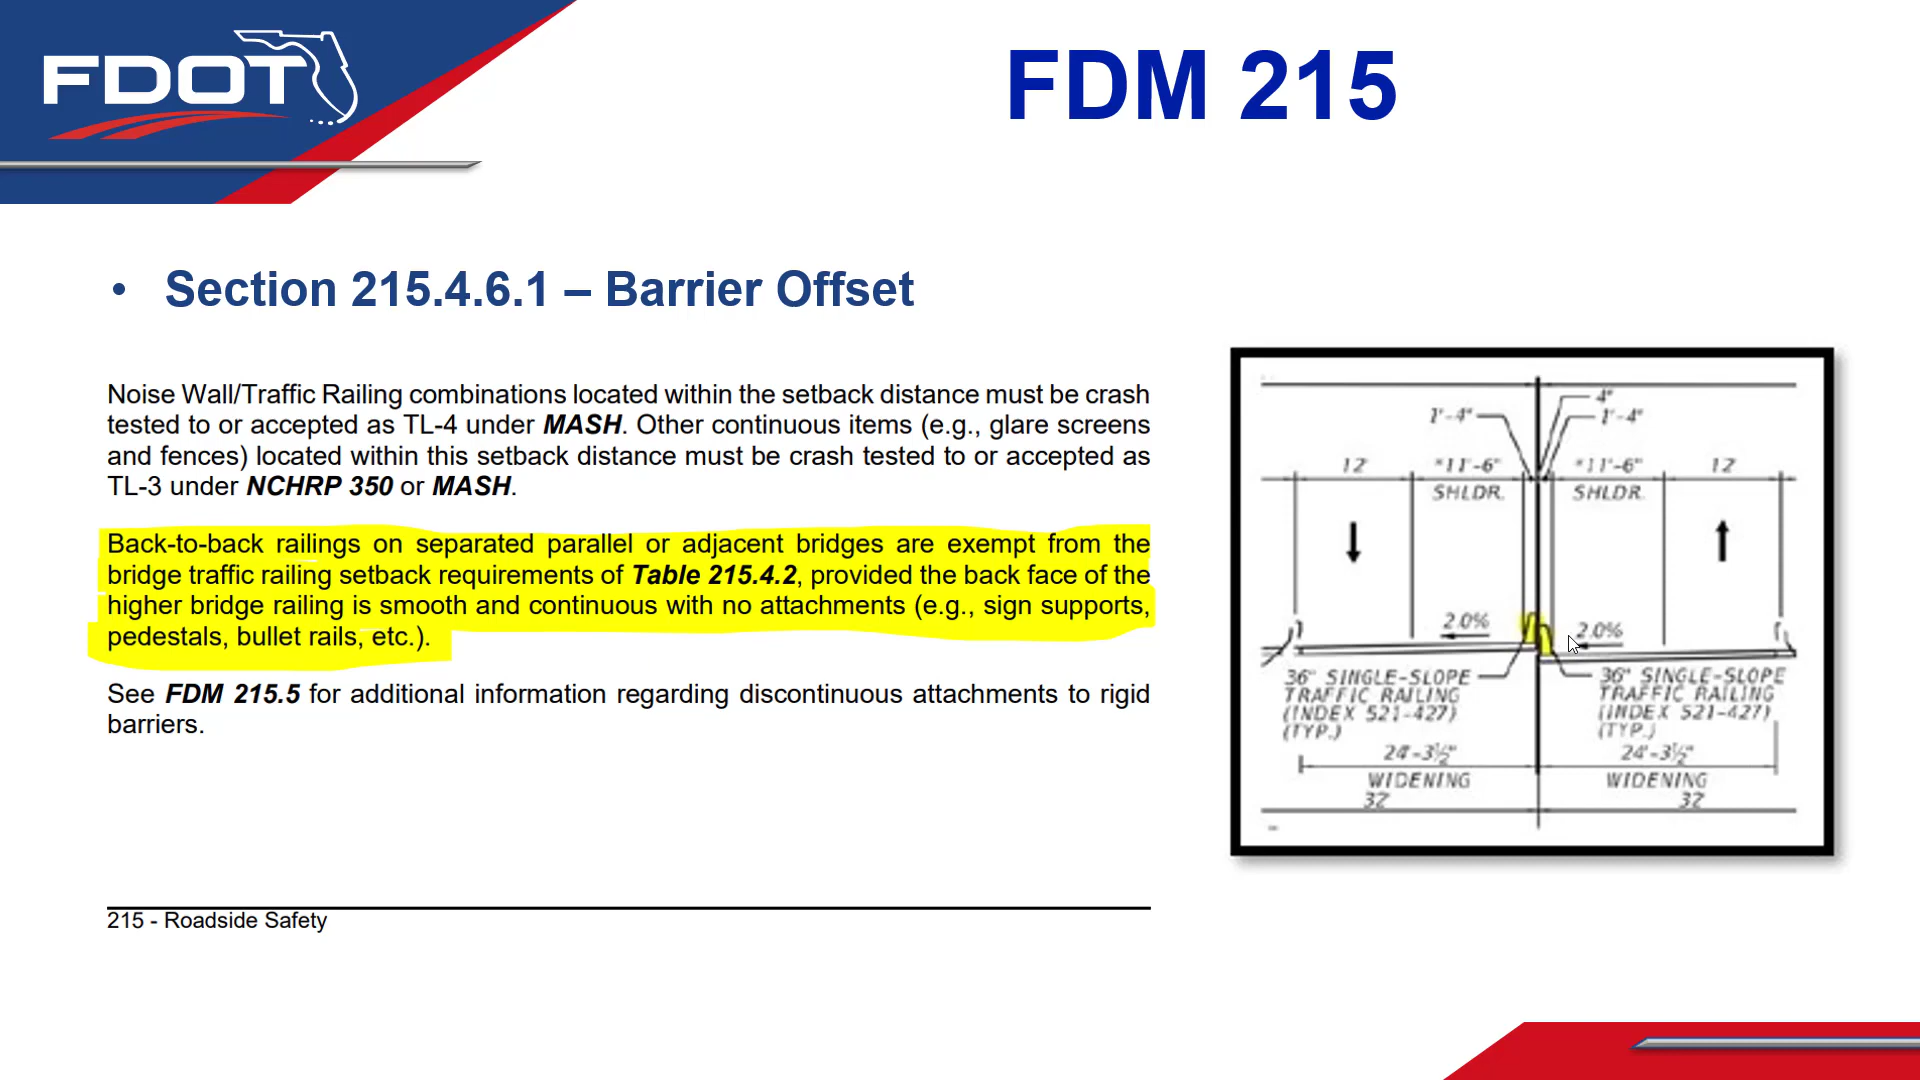 FDOT
FDM 215
• Section 215.4.6.1 – Barrier Offset
Noise Wall/Traffic Railing combinations located within the setback distance must be crash
tested to or accepted as TL-4 under MASH. Other continuous items (e.g., glare screens
and fences) located within this setback distance must be crash tested to or accepted as
TL-3 under NCHRP 350 or MASH.
Back-to-back railings on separated parallel or adjacent bridges are exempt from the
bridge traffic railing setback requirements of Table 215.4.2, provided the back face of the
higher bridge railing is smooth and continuous with no attachments (e.g., sign supports,
pedestals, bullet rails, etc.).
See FDM 215.5 for additional information regarding discontinuous attachments to rigid
barriers.
215 - Roadside Safety
4"
1'-4" 1'-4"
12' *11'-6" *11'-6" 12'
SHLDR. SHLDR.
2.0% 2.0%
36" SINGLE-SLOPE
TRAFFIC RAILING
(INDEX 521-427)
(TYP.)
36" SINGLE-SLOPE
TRAFFIC RAILING
(INDEX 521-427)
(TYP.)
24'-3½" 24'-3½"
WIDENING WIDENING
32' 32'